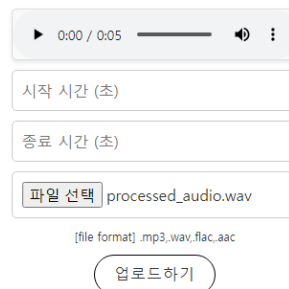 0:00 / 0:05
시작 시간 (초)
종료 시간 (초)
파일 선택 processed_audio.wav
[file format] .mp3,.wav,.flac,.aac
업로드하기